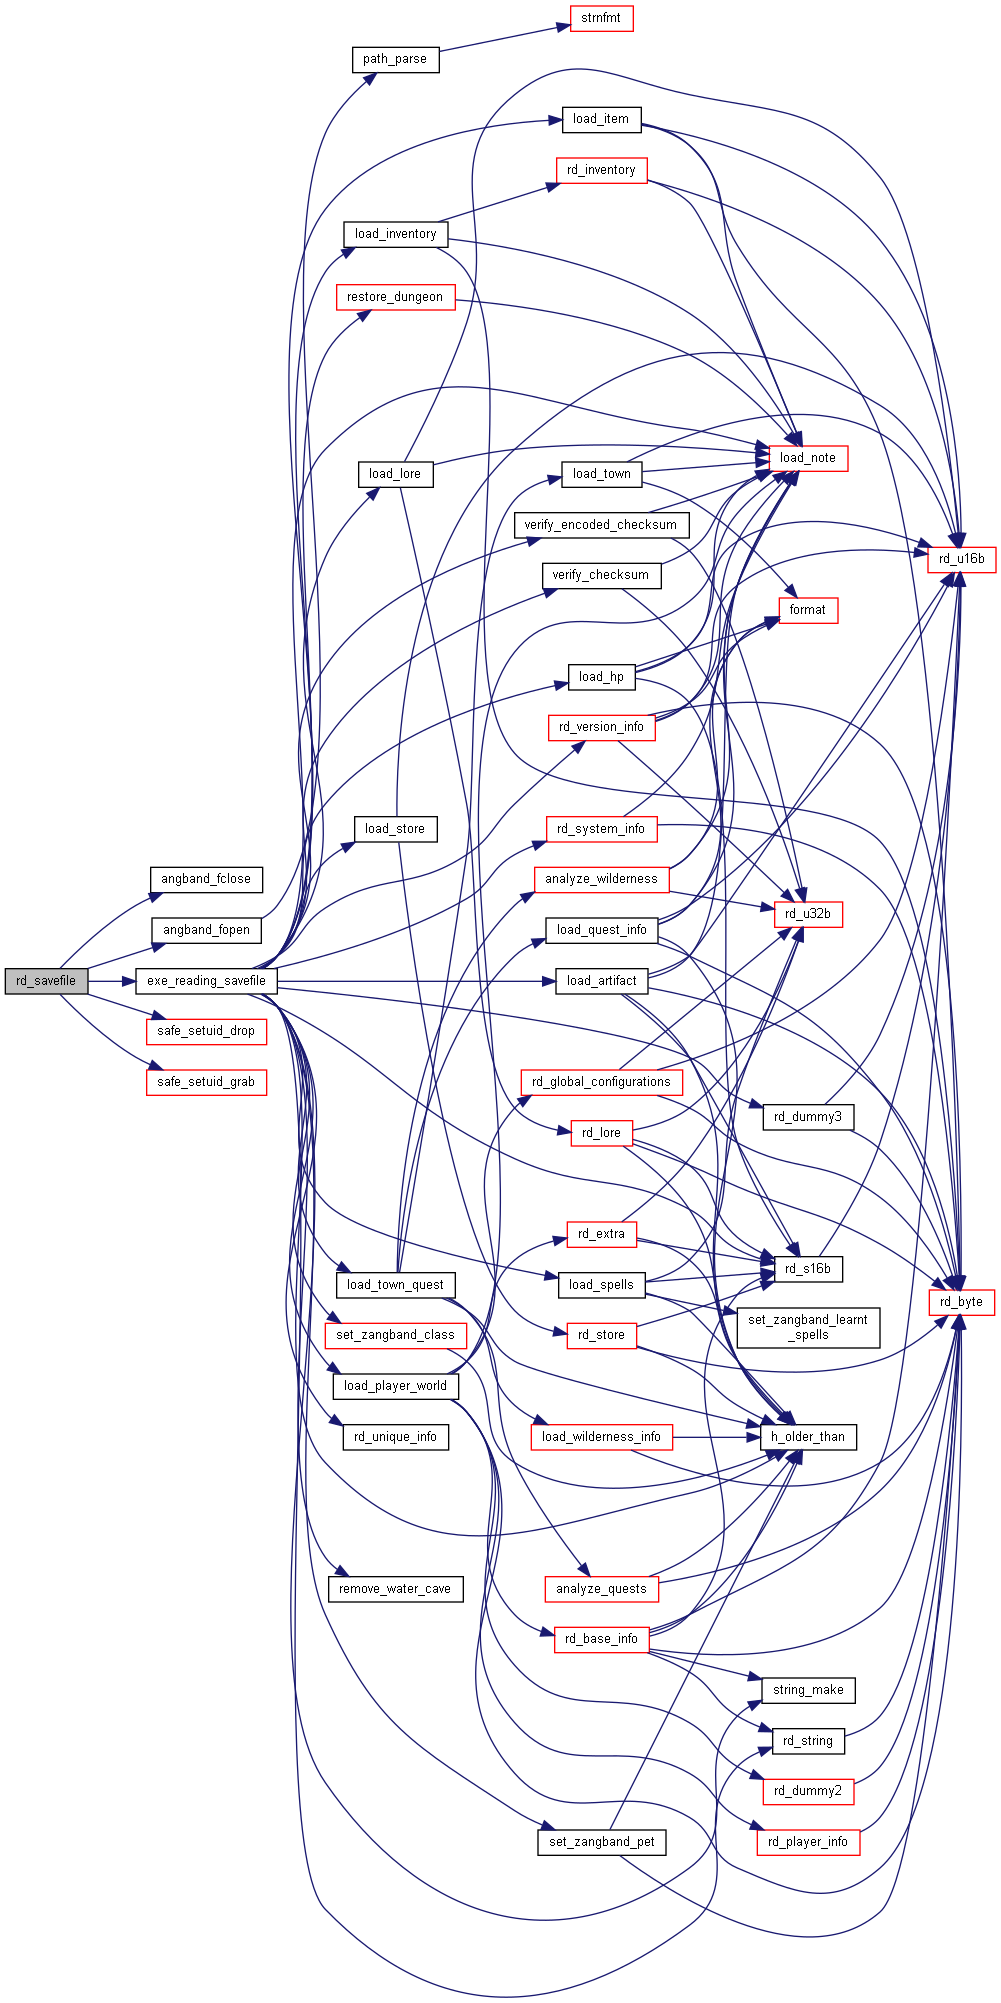 strnfmt
path_parse
load_item
rd_inventory
load_inventory
restore_dungeon
load_note
load_lore
load_town
verify_encoded_checksum
rd_u16b
verify_checksum
format
load_hp
rd_version_info
load_store
rd_system_info
angband_fclose
analyze_wilderness
rd_u32b
angband_fopen
load_quest_info
rd_savefile
exe_reading_savefile
load_artifact
safe_setuid_drop
safe_setuid_grab
rd_global_configurations
rd_dummy3
rd_lore
rd_extra
rd_s16b
load_town_quest
load_spells
rd_byte
set_zangband_learnt
_spells
set_zangband_class
rd_store
load_player_world
rd_unique_info
load_wilderness_info
h_older_than
remove_water_cave
analyze_quests
rd_base_info
string_make
rd_string
rd_dummy2
set_zangband_pet
rd_player_info